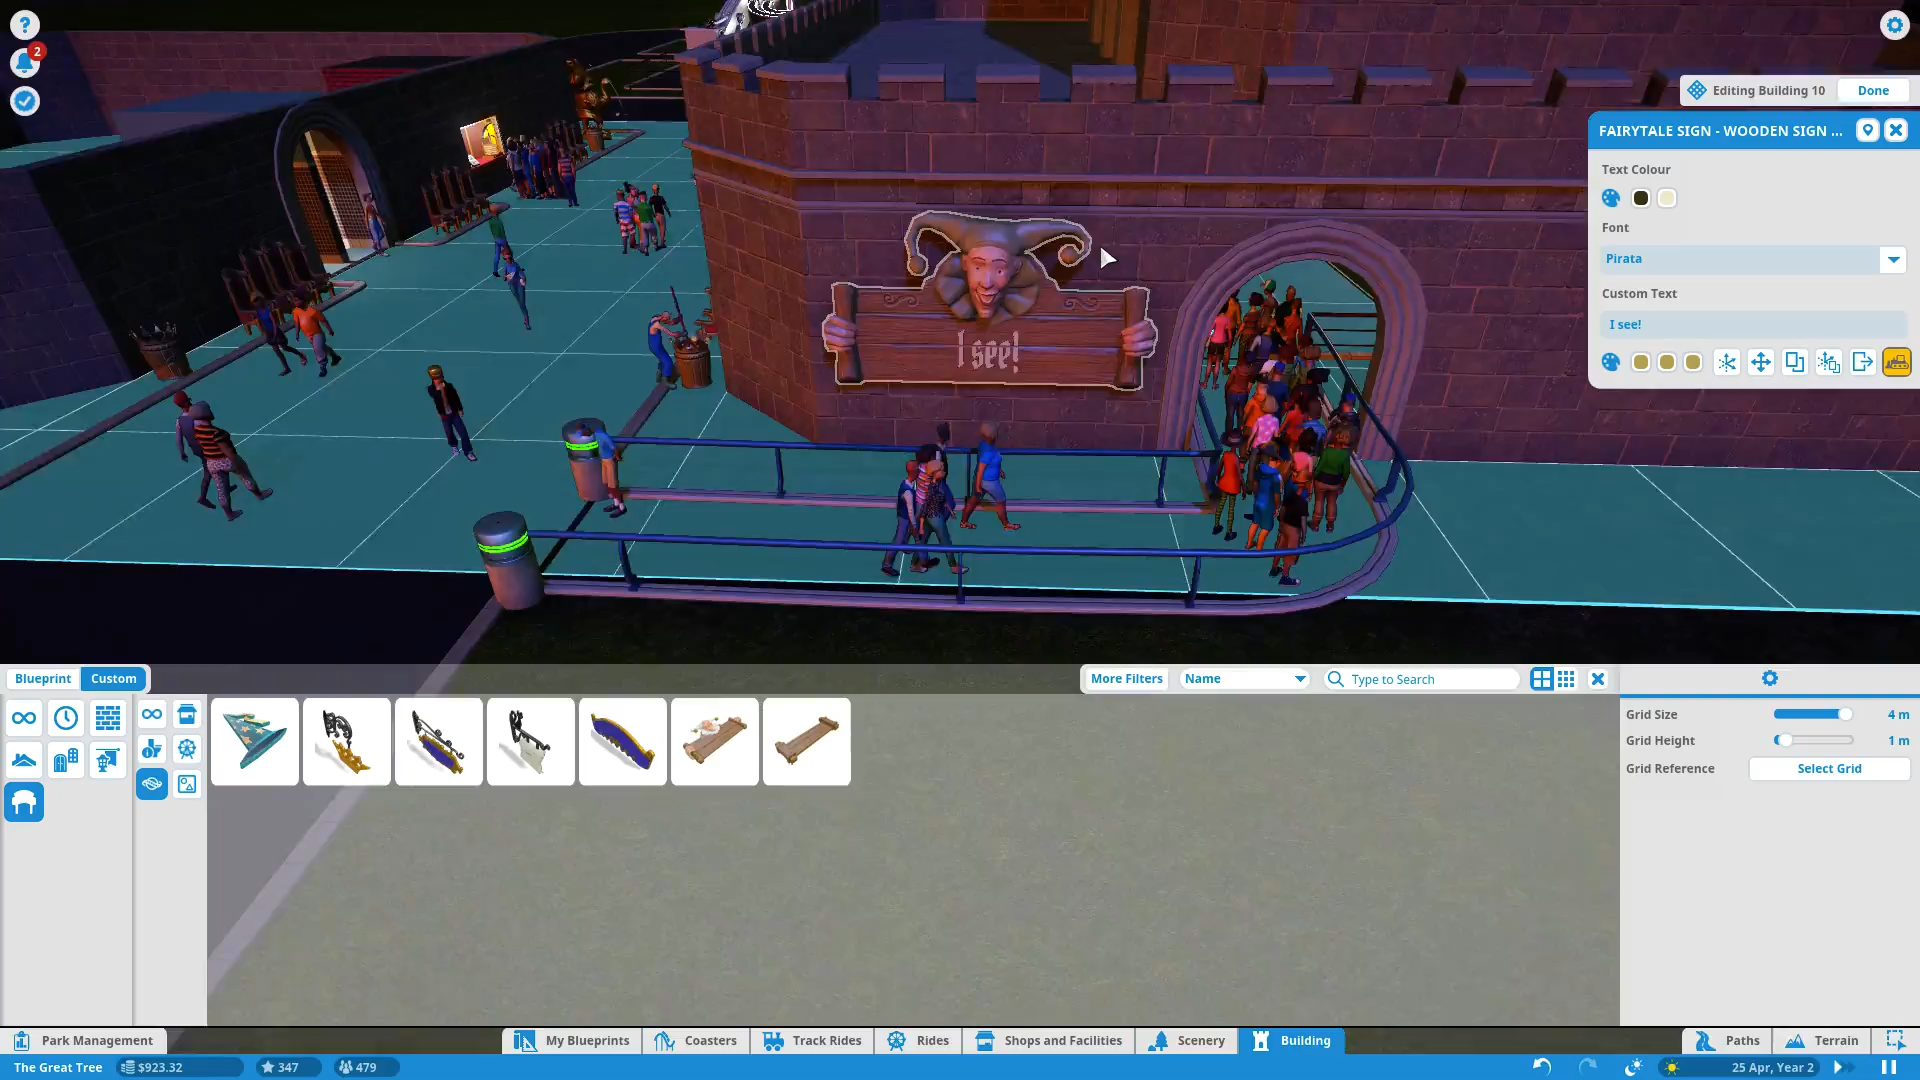 ?
2
Editing Building 10
Done
FAIRYTALE SIGN - WOODEN SIGN ...
Text Colour
Font
Pirata
Custom Text
I see!
I see!
Blueprint
Custom
More Filters
Name
Type to Search
Grid Size
4 m
Grid Height
1 m
Grid Reference
Select Grid
Park Management
My Blueprints
Coasters
Track Rides
Rides
Shops and Facilities
Scenery
Building
Paths
Terrain
The Great Tree
$923.32
347
479
25 Apr, Year 2